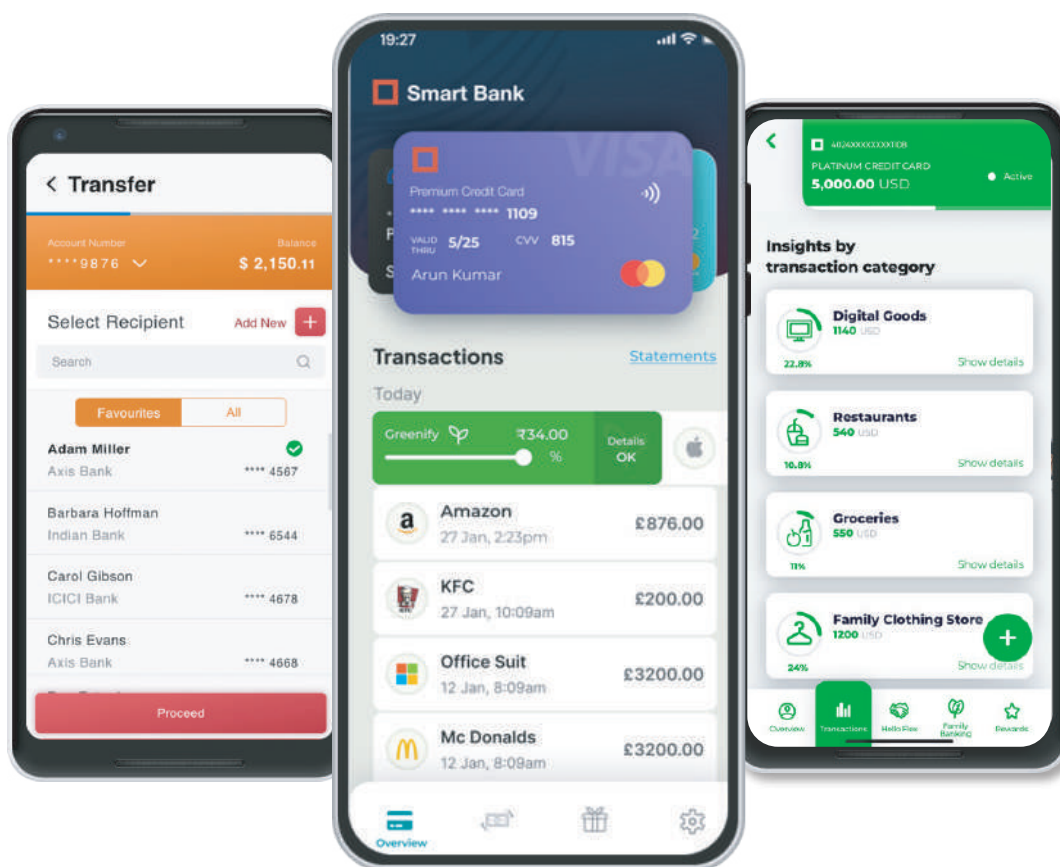 Transfer
Account Number
Balance
****9876
$ 2,150.11
Select Recipient
Add New +
Search
Favourites
All
Adam Miller
Axis Bank
**** 4567
Barbara Hoffman
Indian Bank
**** 6544
Carol Gibson
ICICI Bank
**** 4678
Chris Evans
Axis Bank
**** 4668
Proceed
19:27
Smart Bank
VISA
Premium Credit Card
**** **** **** 1109
VALID THRU 5/25 CVV 815
Arun Kumar
Transactions
Statements
Today
Greenify
₹34.00
%
Details
OK
a
Amazon
£876.00
27 Jan, 2:23pm
KFC
KFC
£200.00
27 Jan, 10:09am
Office Suit
£3200.00
12 Jan, 8:09am
Mc Donalds
£3200.00
12 Jan, 8:09am
Overview
PLATINUM CREDIT CARD
5,000.00 USD
Active
Insights by
transaction category
Digital Goods
1140 USD
22.8%
Show details
Restaurants
540 USD
10.8%
Show details
Groceries
550 USD
11%
Show details
Family Clothing Store
1200 USD
+
24%
Show details
Overview
Transactions
Hello Flex
Family
Banking
Rewards